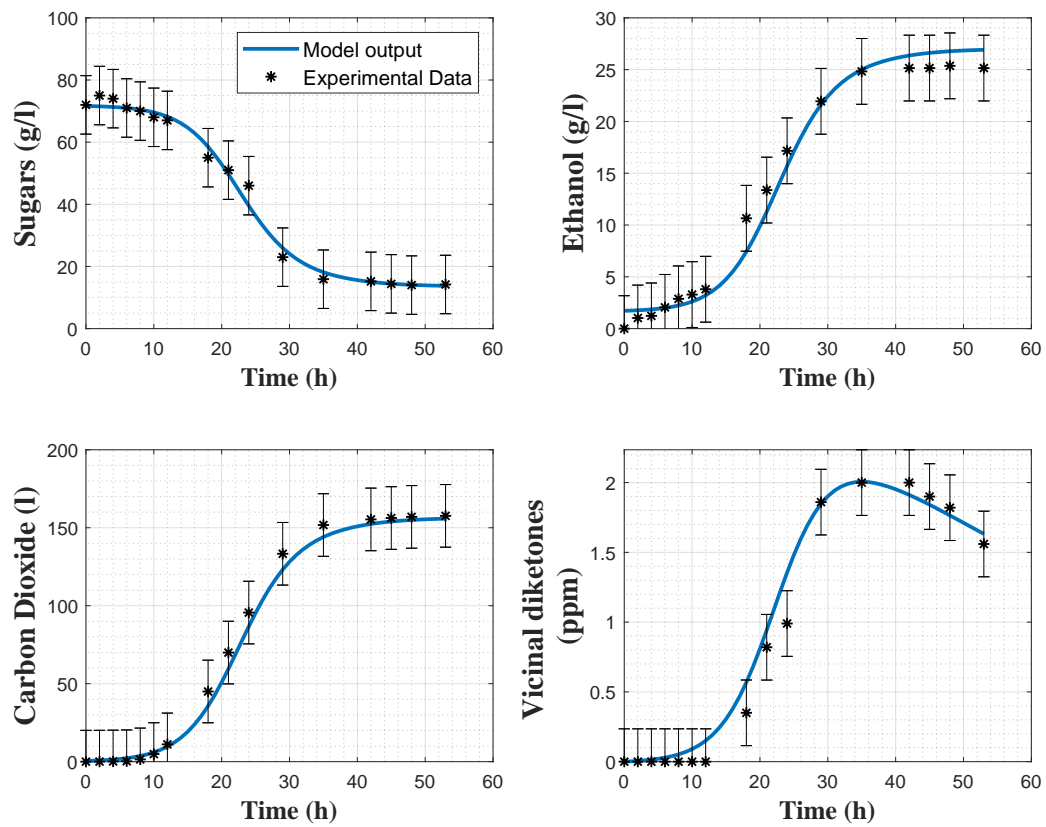 100
80
60
40
20
0
Sugars (g/l)
0 10 20 30 40 50 60
Time (h)
Model output
Experimental Data
30
25
20
15
10
5
0
Ethanol (g/l)
0 10 20 30 40 50 60
Time (h)
200
150
100
50
0
Carbon Dioxide (l)
0 10 20 30 40 50 60
Time (h)
2
1.5
1
0.5
0
Vicinal diketones
(ppm)
0 10 20 30 40 50 60
Time (h)